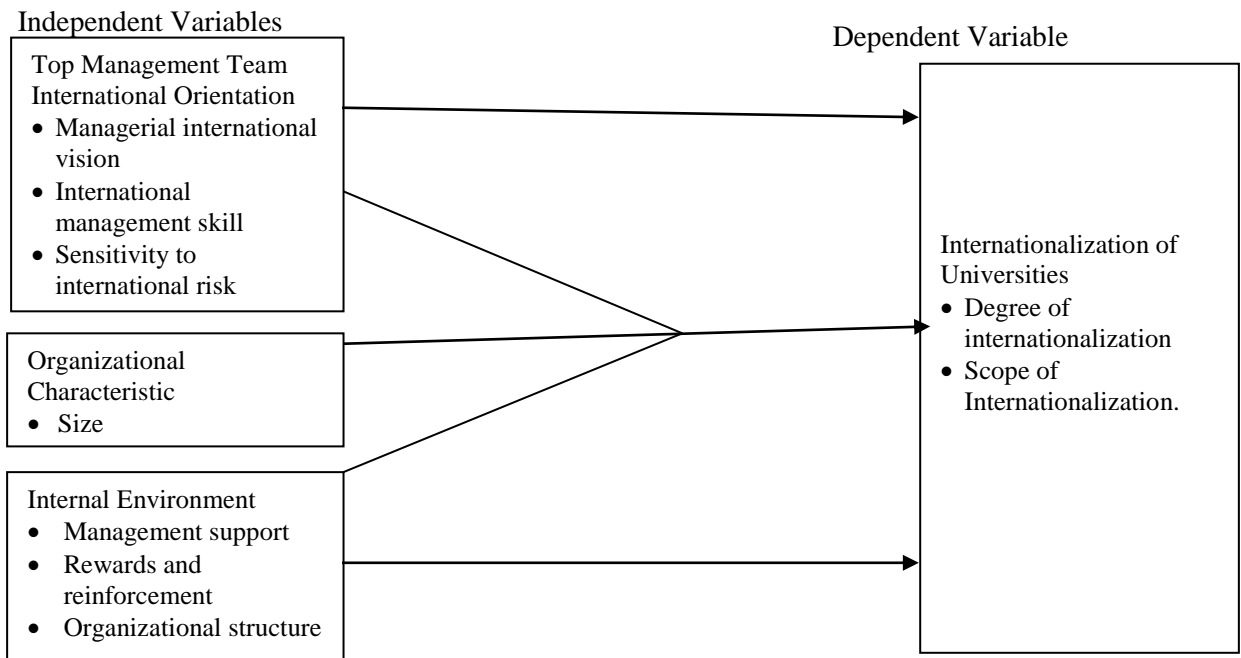 Independent Variables
Top Management Team
International Orientation
• Managerial international
vision
• International
management skill
• Sensitivity to
international risk
Organizational
Characteristic
• Size
Internal Environment
• Management support
• Rewards and
reinforcement
• Organizational structure
Dependent Variable
Internationalization of
Universities
• Degree of
internationalization
• Scope of
Internationalization.